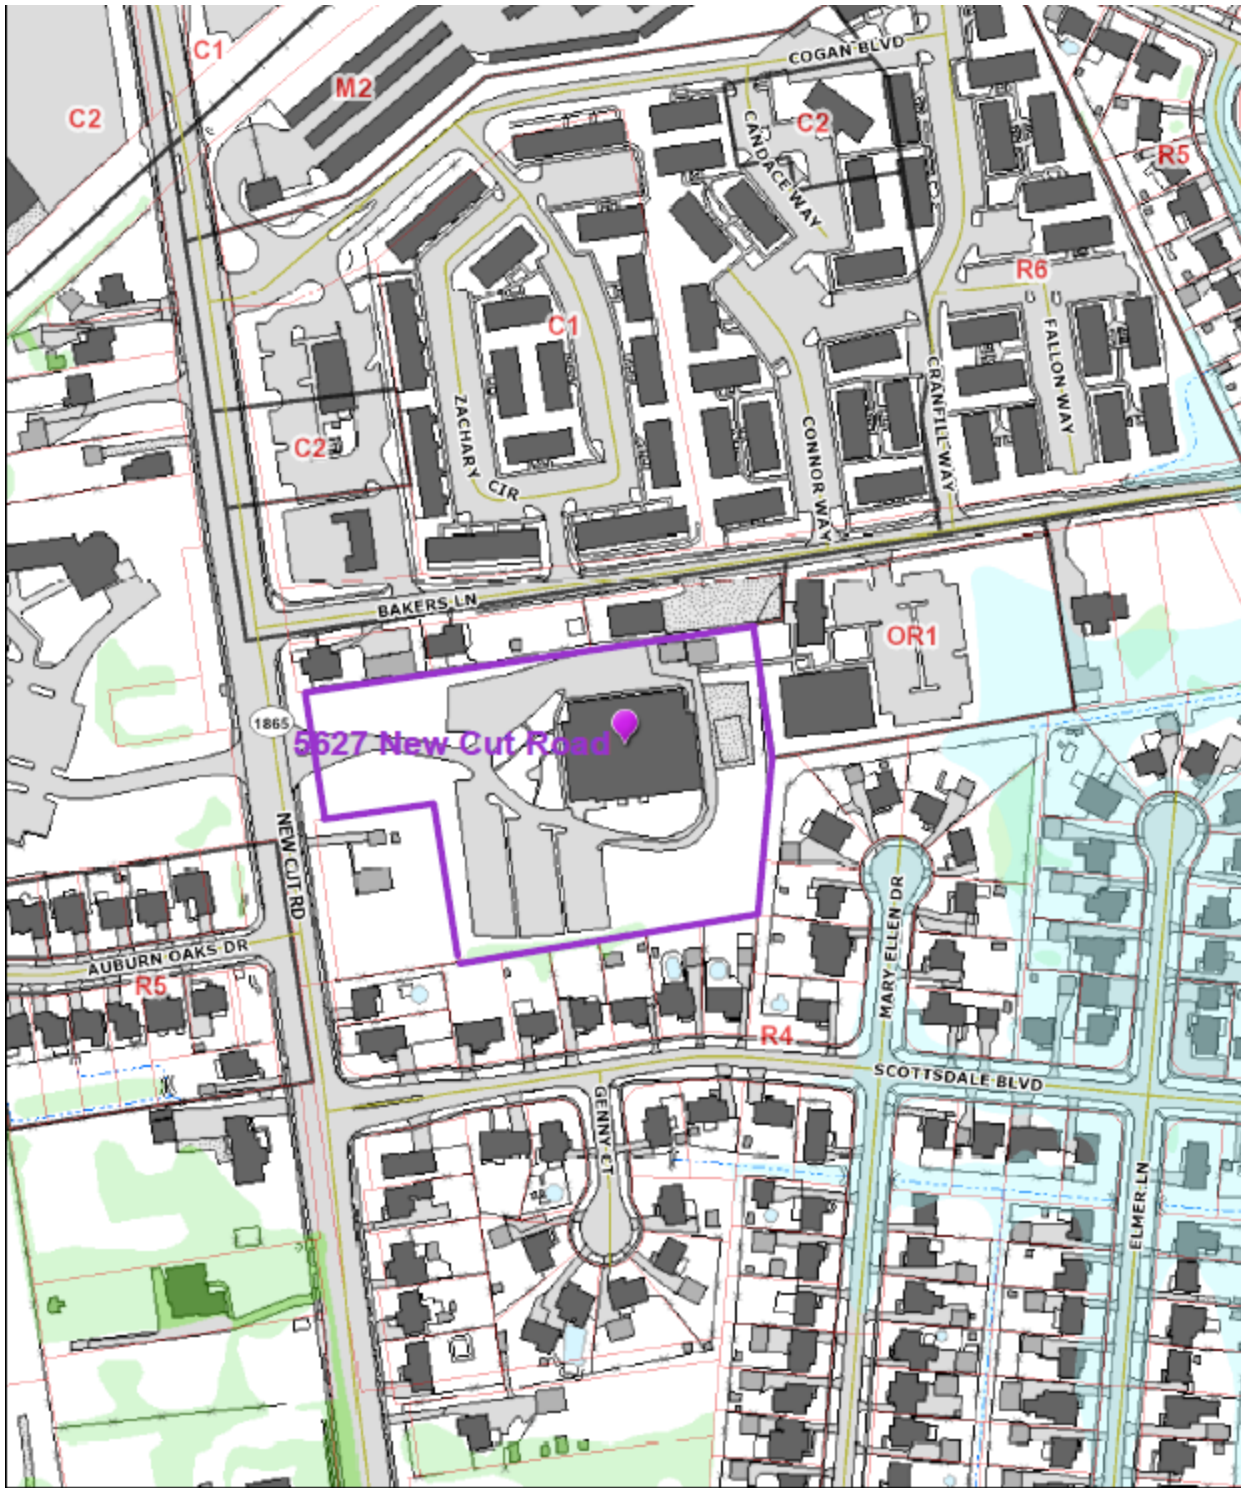 C1
COGAN BLVD
M2
C2
C2
CANDACE WAY
R5
R6
C1
FALLON WAY
CRANFILL WAY
ZACHARY CIR
C2
CONNOR WAY
BAKERS LN
OR1
1865
5627 New Cut Road
NEW CUT RD
MARY ELLEN DR
AUBURN OAKS DR
R5
R4
SCOTTSDALE BLVD
GENNY CT
ELMER LN